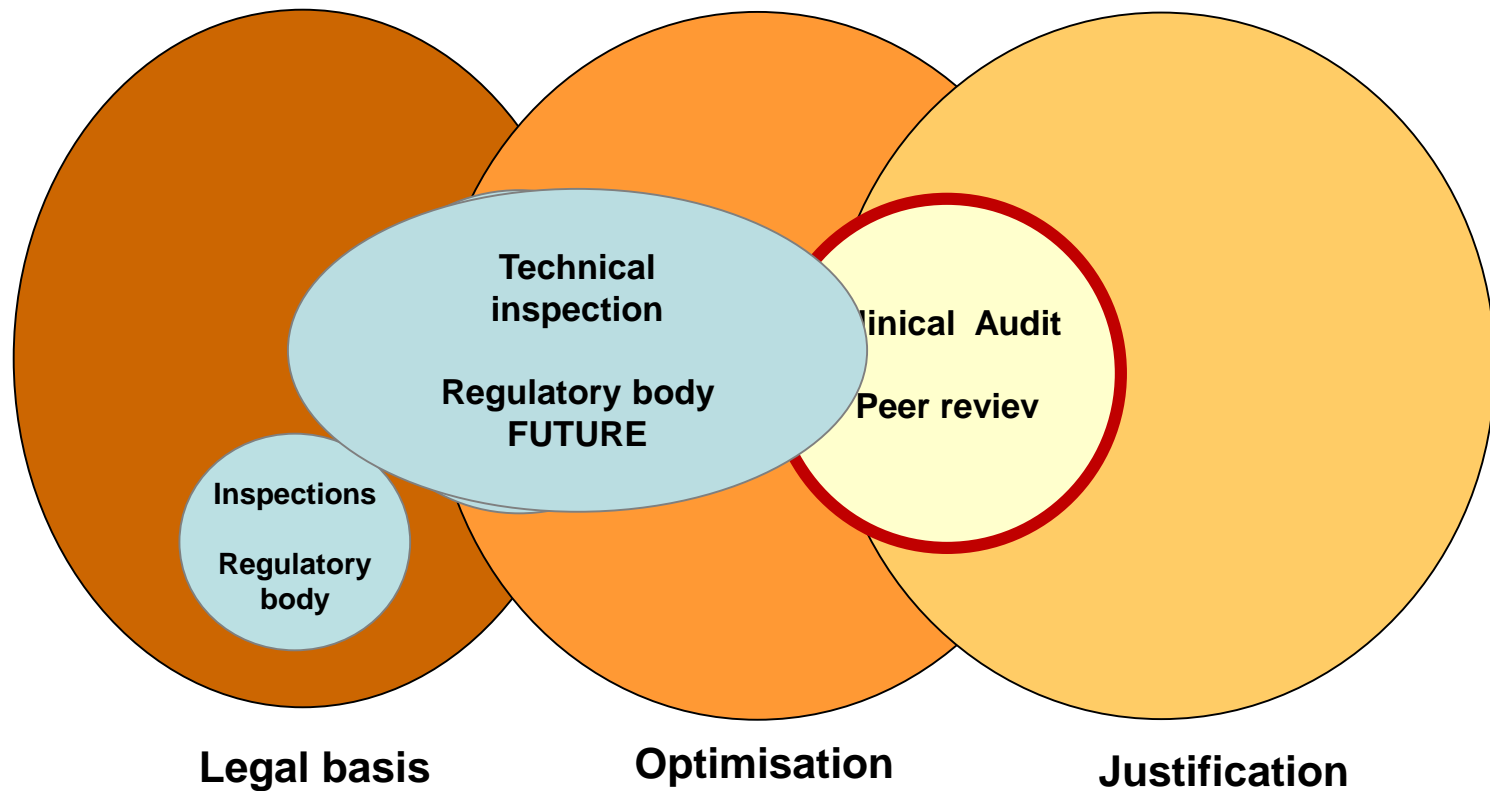 Technical
inspection
Regulatory body
FUTURE
linical Audit
Peer reviev
Inspections
Regulatory
body
Legal basis
Optimisation
Justification